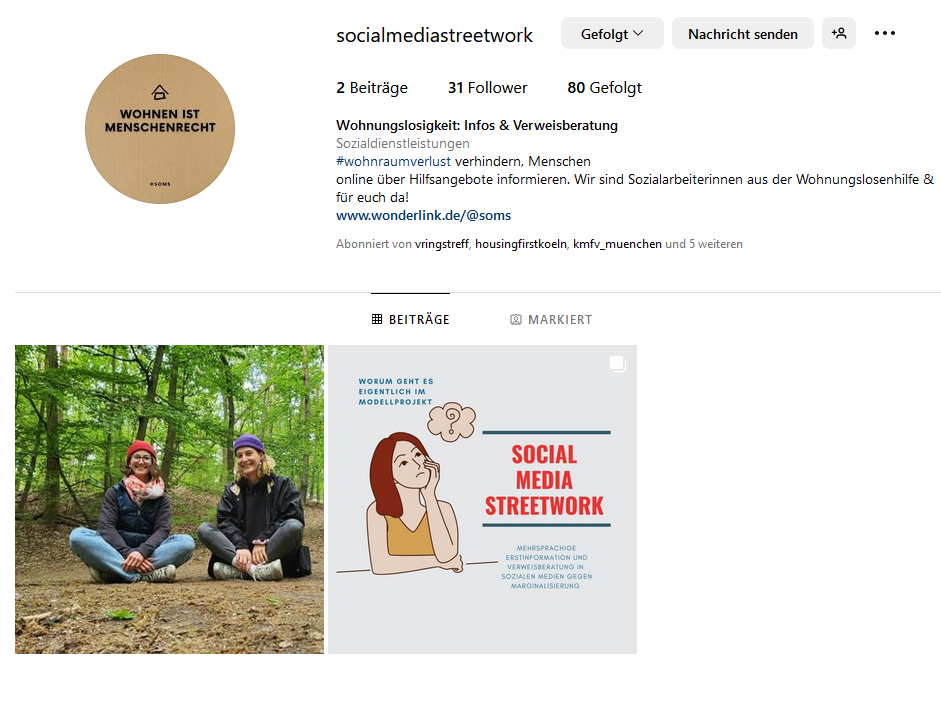 socialmediastreetwork
Gefolgt
Nachricht senden
2 Beiträge
31 Follower
80 Gefolgt
WOHNEN IST
MENSCHENRECHT
@SOMS
Wohnungslosigkeit: Infos & Verweisberatung
Sozialdienstleistungen
#wohnraumverlust verhindern, Menschen
online über Hilfsangebote informieren. Wir sind Sozialarbeiterinnen aus der Wohnungslosenhilfe &
für euch da!
www.wonderlink.de/@soms
Abonniert von vringstreff, housingfirstkoeln, kmfv_muenchen und 5 weiteren
BEITRÄGE
MARKIERT
WORUM GEHT ES
EIGENTLICH IM
MODELLPROJEKT
?
SOCIAL
MEDIA
STREETWORK
MEHRSPRACHIGE
ERSTINFORMATION UND
VERWEISBERATUNG IN
SOZIALEN MEDIEN GEGEN
MARGINALISIERUNG